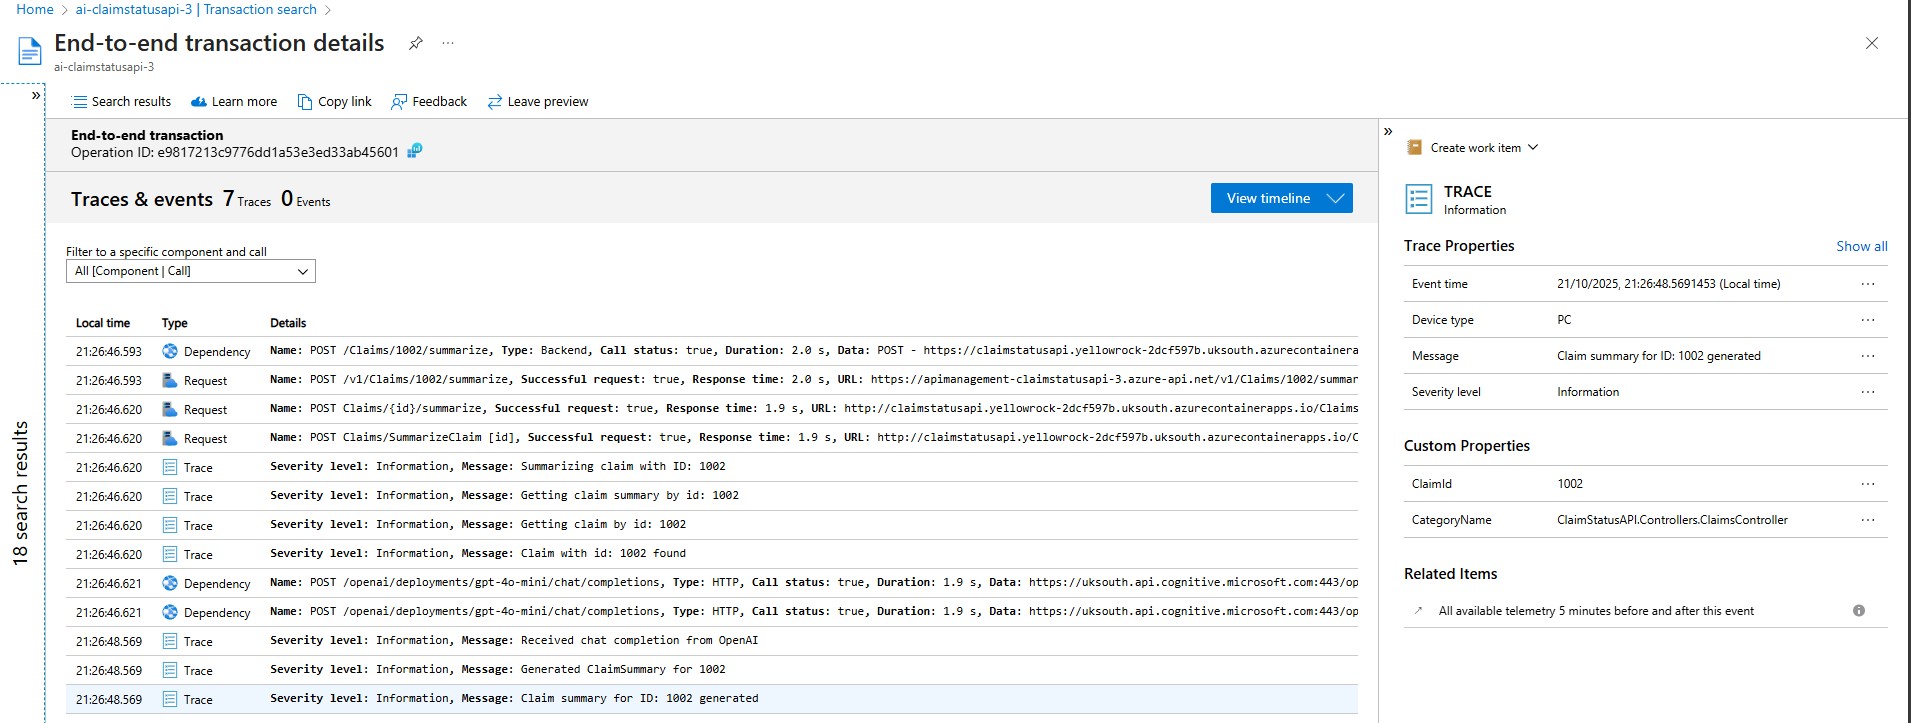 Home > ai-claimstatusapi-3 | Transaction search >
End-to-end transaction details
ai-claimstatusapi-3
Search results Learn more Copy link Feedback Leave preview
18 search results
End-to-end transaction
Operation ID: e9817213c9776dd1a53e3ed33ab45601
Traces & events 7 Traces 0 Events
View timeline
Filter to a specific component and call
All [Component | Call]
Local time Type Details
21:26:46.593 Dependency Name: POST /Claims/1002/summarize, Type: Backend, Call status: true, Duration: 2.0 s, Data: POST - https://claimstatusapi.yellowrock-2dcf597b.uksouth.azurecontainera
21:26:46.593 Request Name: POST /v1/Claims/1002/summarize, Successful request: true, Response time: 2.0 s, URL: https://apimanagement-claimstatusapi-3.azure-api.net/v1/Claims/1002/summar
21:26:46.620 Request Name: POST Claims/{id}/summarize, Successful request: true, Response time: 1.9 s, URL: http://claimstatusapi.yellowrock-2dcf597b.uksouth.azurecontainerapps.io/Claims
21:26:46.620 Request Name: POST Claims/SummarizeClaim [id], Successful request: true, Response time: 1.9 s, URL: http://claimstatusapi.yellowrock-2dcf597b.uksouth.azurecontainerapps.io/C
21:26:46.620 Trace Severity level: Information, Message: Summarizing claim with ID: 1002
21:26:46.620 Trace Severity level: Information, Message: Getting claim summary by id: 1002
21:26:46.620 Trace Severity level: Information, Message: Getting claim by id: 1002
21:26:46.620 Trace Severity level: Information, Message: Claim with id: 1002 found
21:26:46.621 Dependency Name: POST /openai/deployments/gpt-4o-mini/chat/completions, Type: HTTP, Call status: true, Duration: 1.9 s, Data: https://uksouth.api.cognitive.microsoft.com:443/op
21:26:46.621 Dependency Name: POST /openai/deployments/gpt-4o-mini/chat/completions, Type: HTTP, Call status: true, Duration: 1.9 s, Data: https://uksouth.api.cognitive.microsoft.com:443/op
21:26:48.569 Trace Severity level: Information, Message: Received chat completion from OpenAI
21:26:48.569 Trace Severity level: Information, Message: Generated ClaimSummary for 1002
21:26:48.569 Trace Severity level: Information, Message: Claim summary for ID: 1002 generated
Create work item
TRACE
Information
Trace Properties Show all
Event time 21/10/2025, 21:26:48.5691453 (Local time)
Device type PC
Message Claim summary for ID: 1002 generated
Severity level Information
Custom Properties
ClaimId 1002
CategoryName ClaimStatusAPI.Controllers.ClaimsController
Related Items
All available telemetry 5 minutes before and after this event